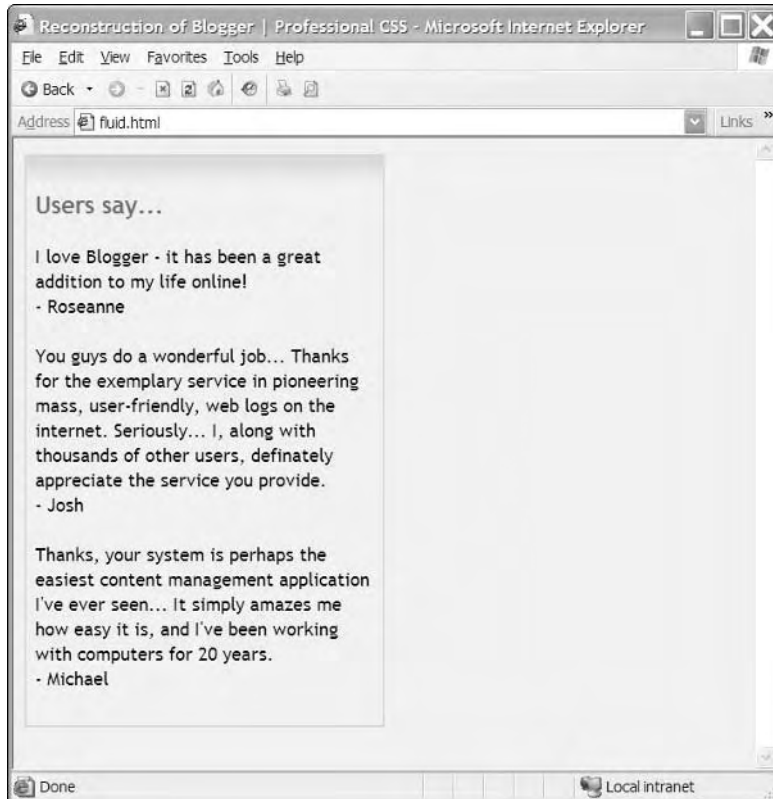 Reconstruction of Blogger | Professional CSS - Microsoft Internet Explorer
File Edit View Favorites Tools Help
Back
Address fluid.html Links »
Users say...
I love Blogger - it has been a great
addition to my life online!
- Roseanne
You guys do a wonderful job... Thanks
for the exemplary service in pioneering
mass, user-friendly, web logs on the
internet. Seriously... I, along with
thousands of other users, definately
appreciate the service you provide.
- Josh
Thanks, your system is perhaps the
easiest content management application
I've ever seen... It simply amazes me
how easy it is, and I've been working
with computers for 20 years.
- Michael
Done Local intranet